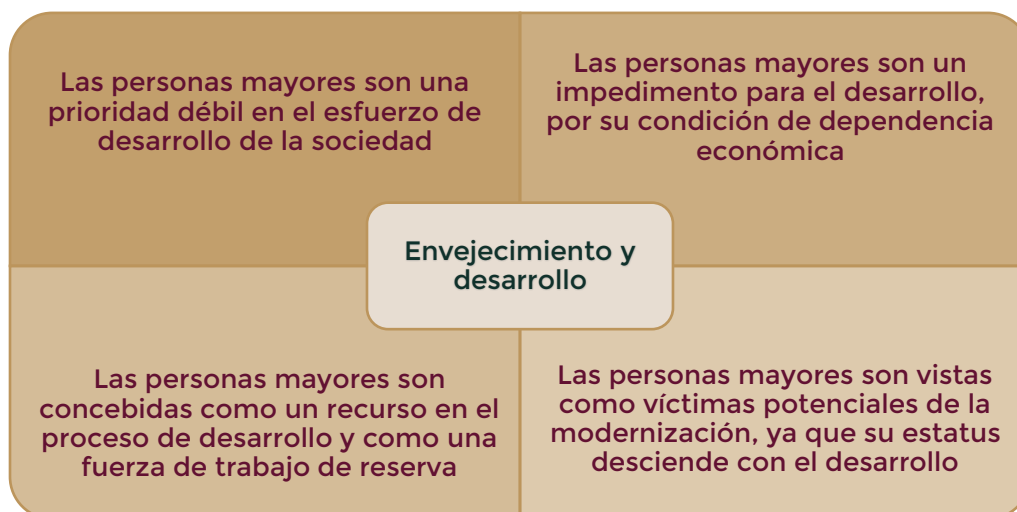 Las personas mayores son una
prioridad débil en el esfuerzo de
desarrollo de la sociedad
Las personas mayores son un
impedimento para el desarrollo,
por su condición de dependencia
económica
Envejecimiento y
desarrollo
Las personas mayores son
concebidas como un recurso en el
proceso de desarrollo y como una
fuerza de trabajo de reserva
Las personas mayores son vistas
como víctimas potenciales de la
modernización, ya que su estatus
desciende con el desarrollo